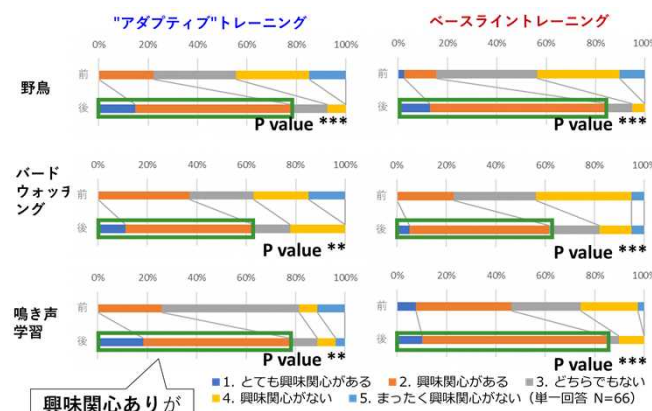 "アダプティブ"トレーニング
ベースライントレーニング
0% 20% 40% 60% 80% 100%
0% 20% 40% 60% 80% 100%
野鳥
前
後
P value ***
前
後
P value ***
0% 20% 40% 60% 80% 100%
0% 20% 40% 60% 80% 100%
バード
ウォッチ
ング
前
後
P value **
前
後
P value ***
0% 20% 40% 60% 80% 100%
0% 20% 40% 60% 80% 100%
鳴き声
学習
前
後
P value **
前
後
P value ***
興味関心ありが
1. とても興味関心がある 2. 興味関心がある 3. どちらでもない
4. 興味関心がない 5. まったく興味関心がない（単一回答 N=66）